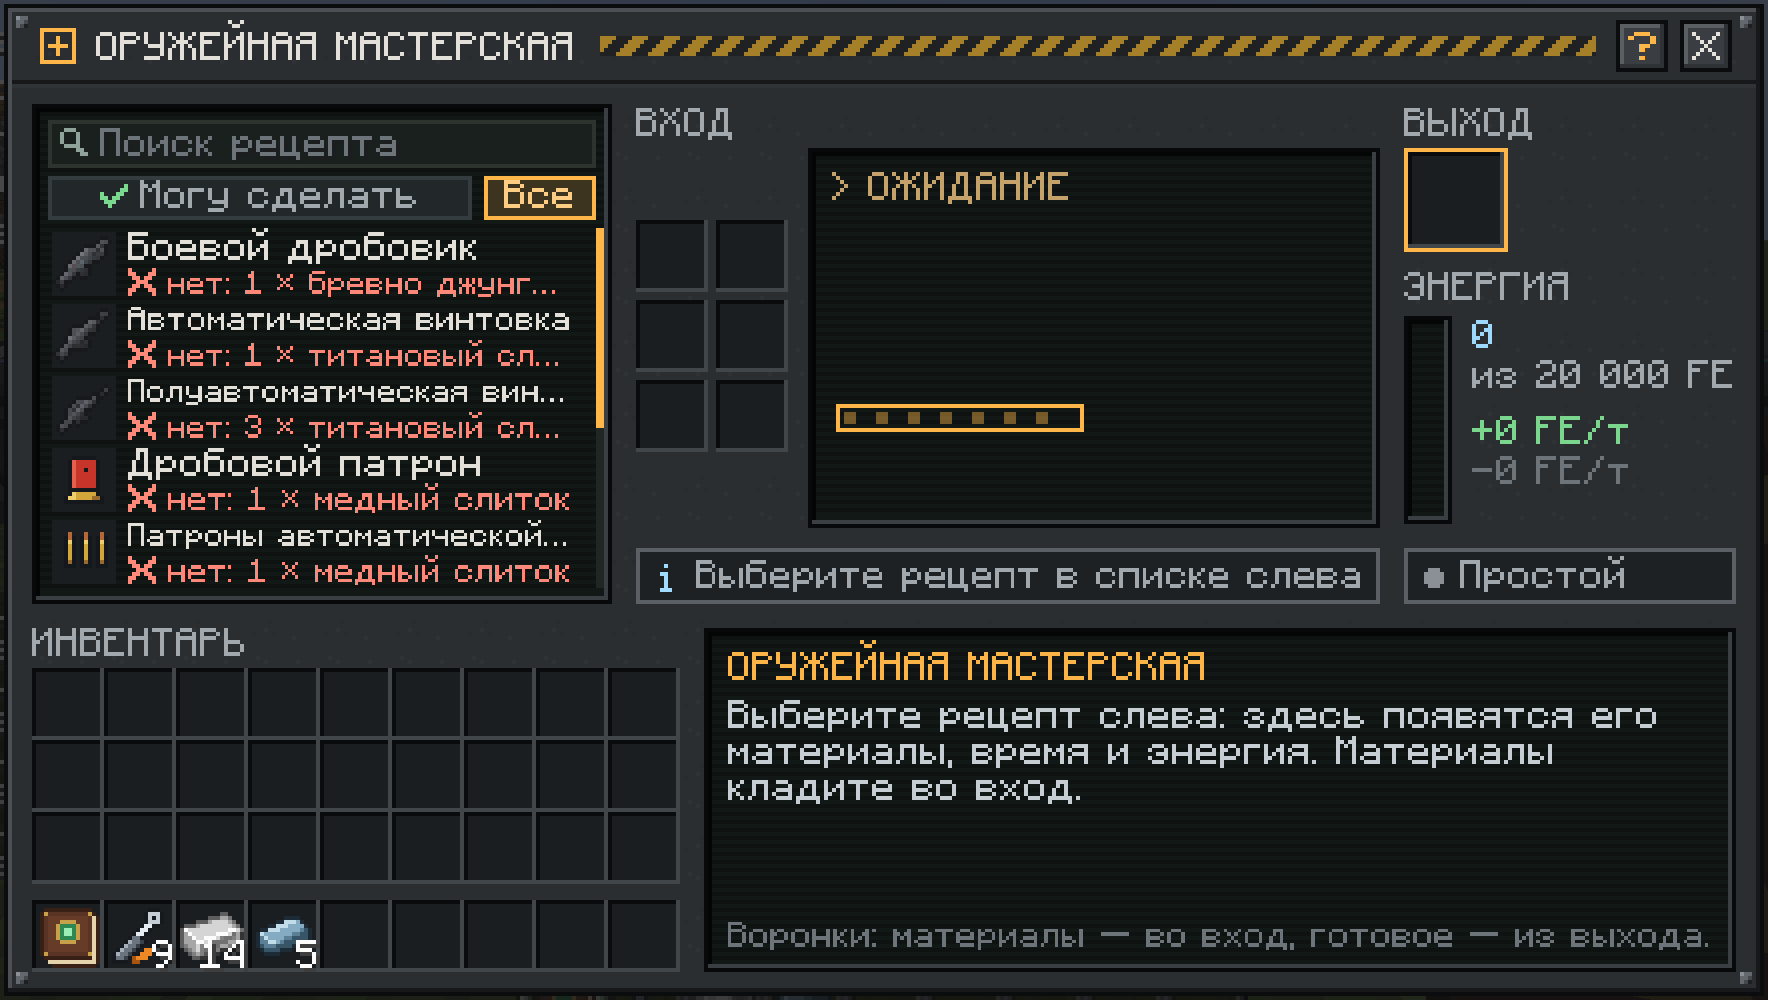 ОРУЖЕЙНАЯ МАСТЕРСКАЯ
?
Поиск рецепта
Могу сделать
Все
Боевой дробовик
нет: 1 × бревно джунг...
Автоматическая винтовка
нет: 1 × титановый сл...
Полуавтоматическая вин...
нет: 3 × титановый сл...
Дробовой патрон
нет: 1 × медный слиток
Патроны автоматической...
нет: 1 × медный слиток
ВХОД
> ОЖИДАНИЕ
i Выберите рецепт в списке слева
ВЫХОД
ЭНЕРГИЯ
0
из 20 000 FE
+0 FE/т
-0 FE/т
Простой
ИНВЕНТАРЬ
9
14
5
ОРУЖЕЙНАЯ МАСТЕРСКАЯ
Выберите рецепт слева: здесь появятся его
материалы, время и энергия. Материалы
кладите во вход.
Воронки: материалы — во вход, готовое — из выхода.